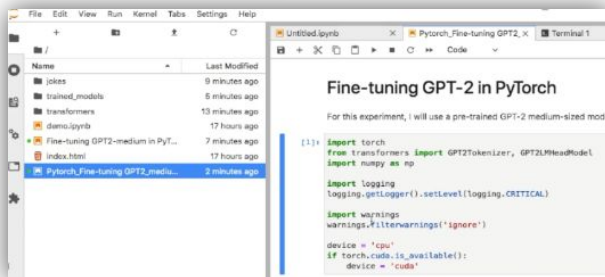 File Edit View Run Kernel Tabs Settings Help
Untitled.ipynb
Pytorch_Fine-tuning GPT2_
Terminal 1
Code
/
Name Last Modified
jokes 9 minutes ago
trained_models 5 minutes ago
transformers 13 minutes ago
demo.ipynb 17 hours ago
Fine-tuning GPT2-medium in PyT... 7 minutes ago
index.html 17 hours ago
Pytorch_Fine-tuning GPT2_mediu... 2 minutes ago
Fine-tuning GPT-2 in PyTorch
For this experiment, I will use a pre-trained GPT-2 medium-sized mod
[1]: import torch
from transformers import GPT2Tokenizer, GPT2LMHeadModel
import numpy as np
import logging
logging.getLogger().setLevel(logging.CRITICAL)
import warnings
warnings.filterwarnings('ignore')
device = 'cpu'
if torch.cuda.is_available():
device = 'cuda'